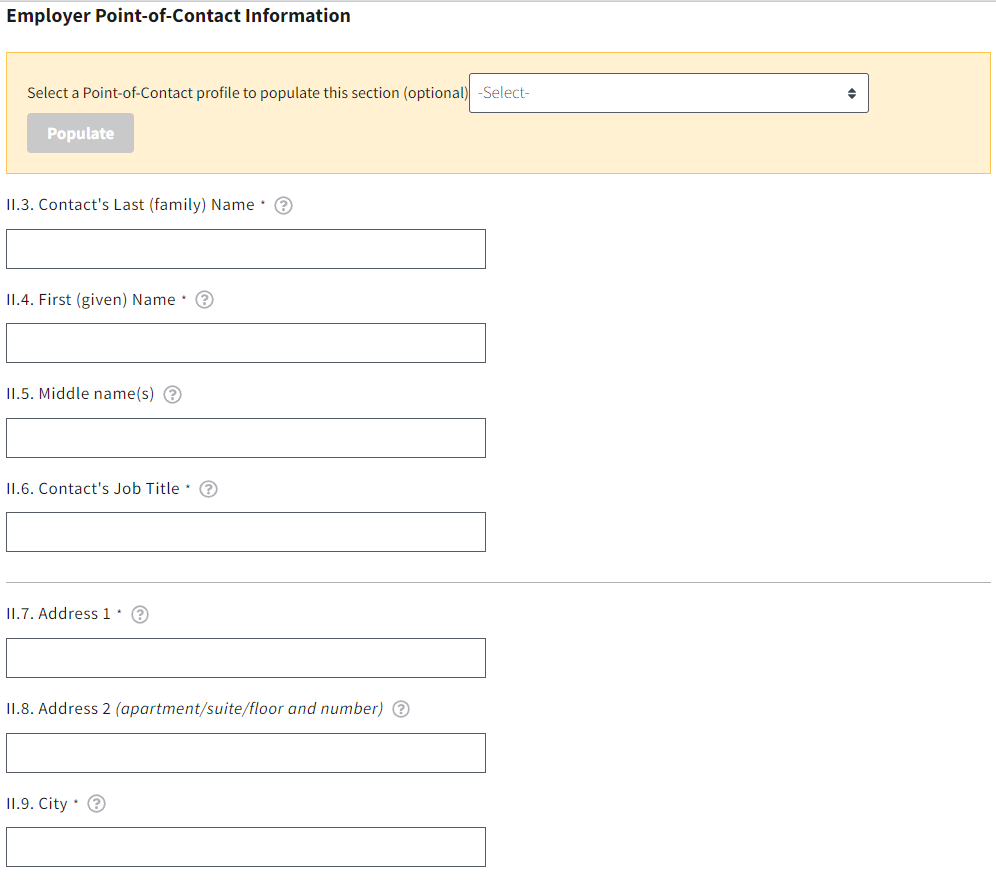 Employer Point-of-Contact Information
Select a Point-of-Contact profile to populate this section (optional) -Select-
Populate
II.3. Contact's Last (family) Name * ?
II.4. First (given) Name * ?
II.5. Middle name(s) ?
II.6. Contact's Job Title * ?
II.7. Address 1 * ?
II.8. Address 2 (apartment/suite/floor and number) ?
II.9. City * ?